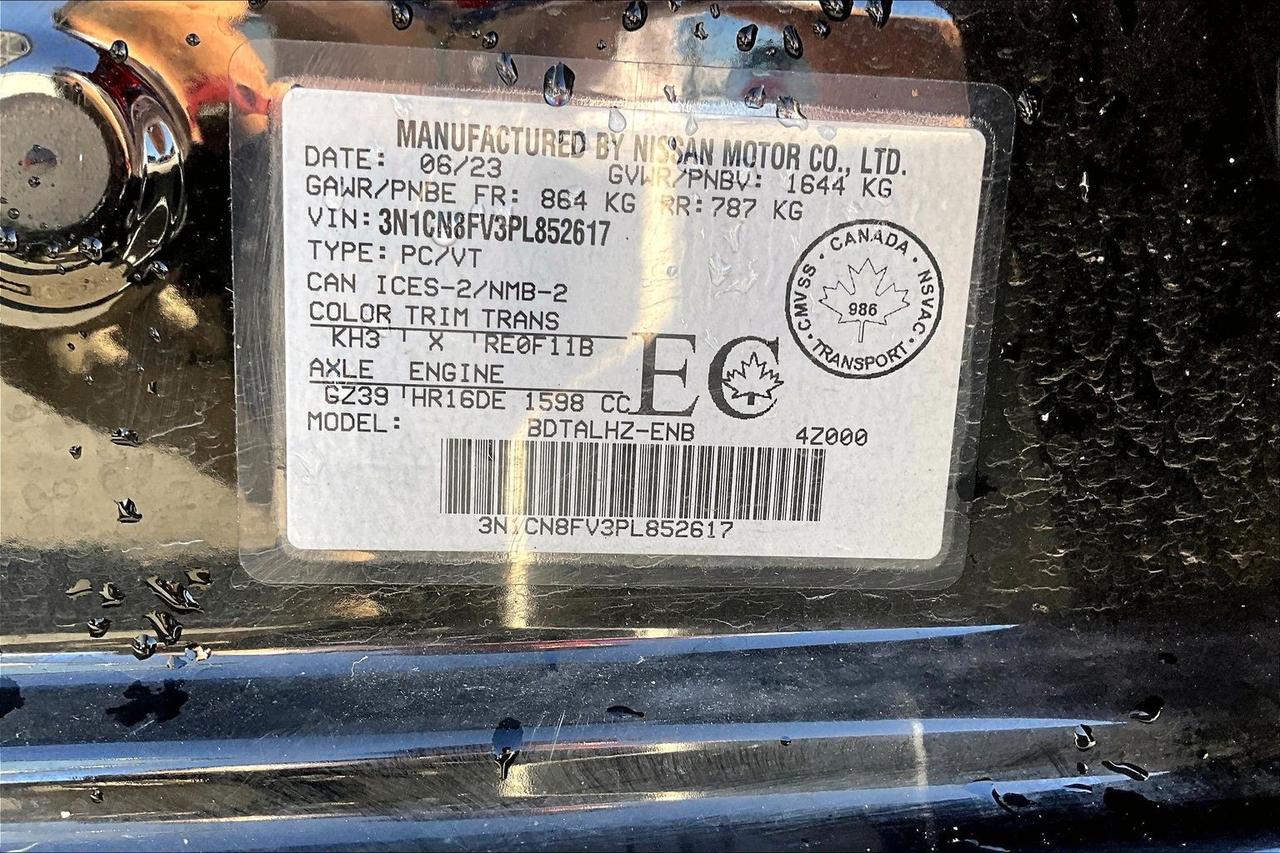 MANUFACTURED BY NISSAN MOTOR CO., LTD.
DATE: 06/23 GVWR/PNBV: 1644 KG
GAWR/PNBE FR: 864 KG RR: 787 KG
VIN: 3N1CN8FV3PL852617
TYPE: PC/VT
CAN ICES-2/NMB-2
COLOR TRIM TRANS
KH3 X RE0F11B
AXLE ENGINE
GZ39 HR16DE 1598 CC
EC
CANADA
CMVSS · NSVAC
986
TRANSPORT
MODEL: BDTALHZ-ENB 4Z000
3N1CN8FV3PL852617